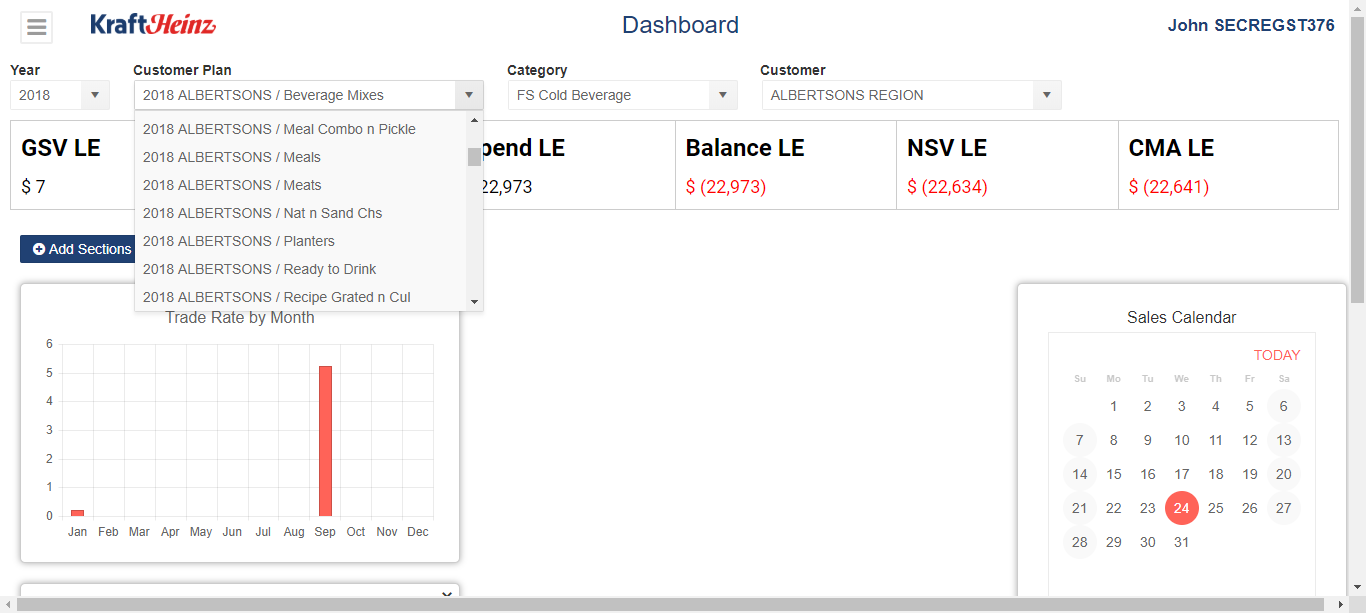 KraftHeinz
Dashboard
John SECREGST376
Year
Customer Plan
Category
Customer
2018
2018 ALBERTSONS / Beverage Mixes
FS Cold Beverage
ALBERTSONS REGION
2018 ALBERTSONS / Meal Combo n Pickle
2018 ALBERTSONS / Meals
2018 ALBERTSONS / Meats
2018 ALBERTSONS / Nat n Sand Chs
2018 ALBERTSONS / Planters
2018 ALBERTSONS / Ready to Drink
2018 ALBERTSONS / Recipe Grated n Cul
GSV LE
$ 7
pend LE
22,973
Balance LE
$ (22,973)
NSV LE
$ (22,634)
CMA LE
$ (22,641)
Add Sections
Trade Rate by Month
6
5
4
3
2
1
0
Jan Feb Mar Apr May Jun Jul Aug Sep Oct Nov Dec
Sales Calendar
TODAY
Su Mo Tu We Th Fr Sa
1 2 3 4 5 6
7 8 9 10 11 12 13
14 15 16 17 18 19 20
21 22 23 24 25 26 27
28 29 30 31